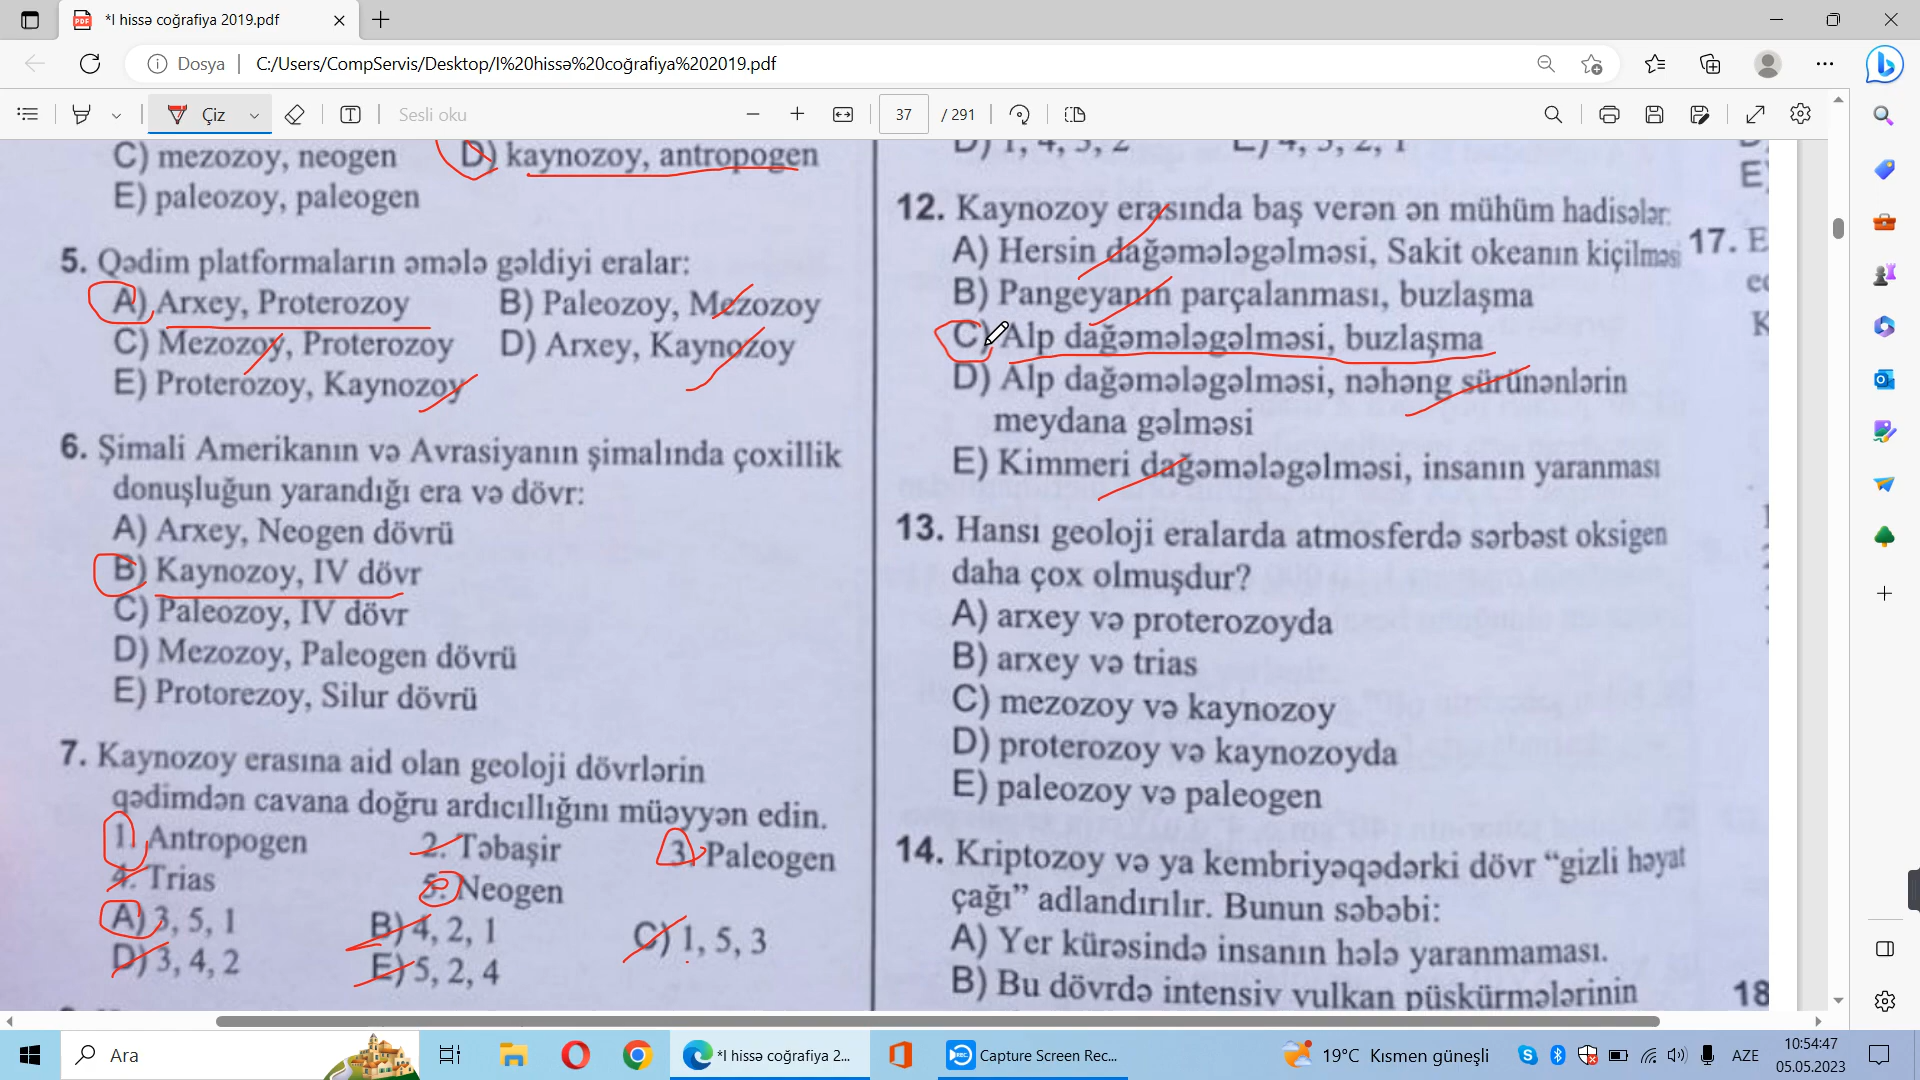 *I hissə coğrafiya 2019.pdf
Dosya
C:/Users/CompServis/Desktop/I%20hissə%20coğrafiya%202019.pdf
Çiz
Sesli oku
37
/ 291
C) mezozoy, neogen D) kaynozoy, antropogen
E) paleozoy, paleogen
5. Qədim platformaların əmələ gəldiyi eralar:
A) Arxey, Proterozoy B) Paleozoy, Mezozoy
C) Mezozoy, Proterozoy D) Arxey, Kaynozoy
E) Proterozoy, Kaynozoy
6. Şimali Amerikanın və Avrasiyanın şimalında çoxillik
donuşluğun yarandığı era və dövr:
A) Arxey, Neogen dövrü
B) Kaynozoy, IV dövr
C) Paleozoy, IV dövr
D) Mezozoy, Paleogen dövrü
E) Protorezoy, Silur dövrü
7. Kaynozoy erasına aid olan geoloji dövrlərin
qədimdən cavana doğru ardıcıllığını müəyyən edin.
1. Antropogen 2. Təbaşir 3. Paleogen
4. Trias 5. Neogen
A) 3, 5, 1 B) 4, 2, 1 C) 1, 5, 3
D) 3, 4, 2 E) 5, 2, 4
D) 1, 4, 3, 2 E) 4, 3, 2, 1
12. Kaynozoy erasında baş verən ən mühüm hadisələr:
A) Hersin dağəmələgəlməsi, Sakit okeanın kiçilməsi
B) Pangeyanın parçalanması, buzlaşma
C) Alp dağəmələgəlməsi, buzlaşma
D) Alp dağəmələgəlməsi, nəhəng sürünənlərin
meydana gəlməsi
E) Kimmeri dağəmələgəlməsi, insanın yaranması
13. Hansı geoloji eralarda atmosferdə sərbəst oksigen
daha çox olmuşdur?
A) arxey və proterozoyda
B) arxey və trias
C) mezozoy və kaynozoy
D) proterozoy və kaynozoyda
E) paleozoy və paleogen
14. Kriptozoy və ya kembriyəqədərki dövr “gizli həyat
çağı” adlandırılır. Bunun səbəbi:
A) Yer kürəsində insanın hələ yaranmaması.
B) Bu dövrdə intensiv vulkan püskürmələrinin
E)
17. E
K
18
Ara
*I hissə coğrafiya 2...
Capture Screen Rec...
19°C Kısmen güneşli
AZE
10:54:47
05.05.2023